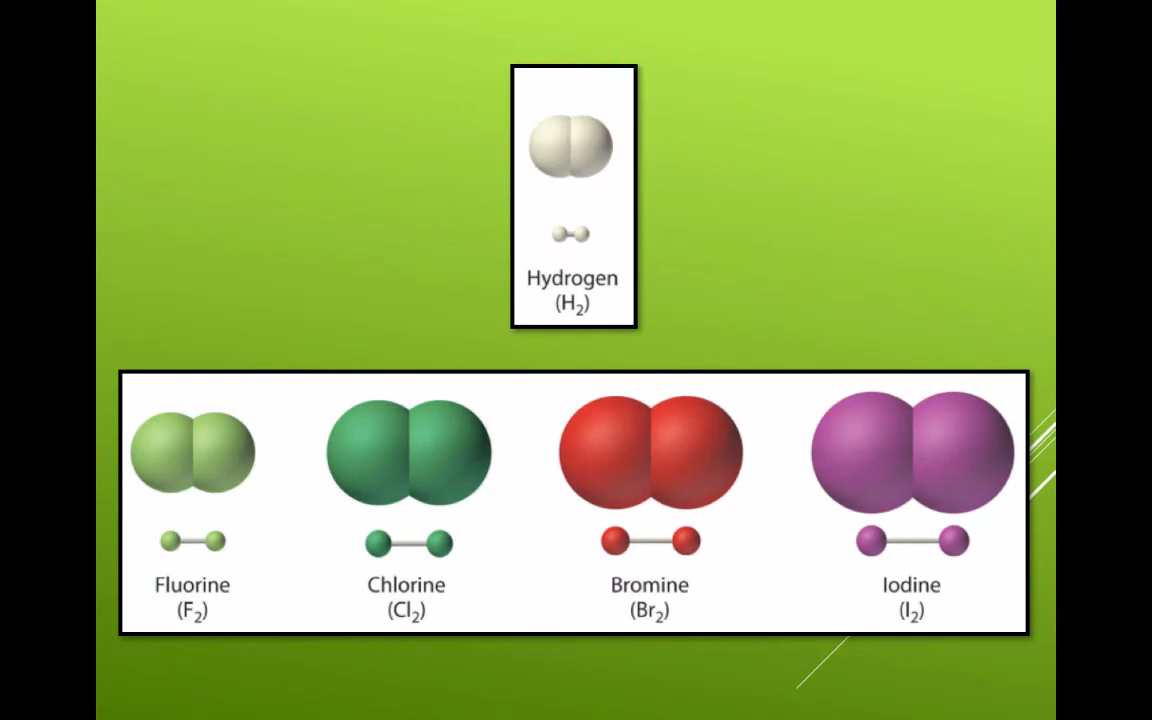 Hydrogen
(H₂)
Fluorine
(F₂)
Chlorine
(Cl₂)
Bromine
(Br₂)
Iodine
(I₂)